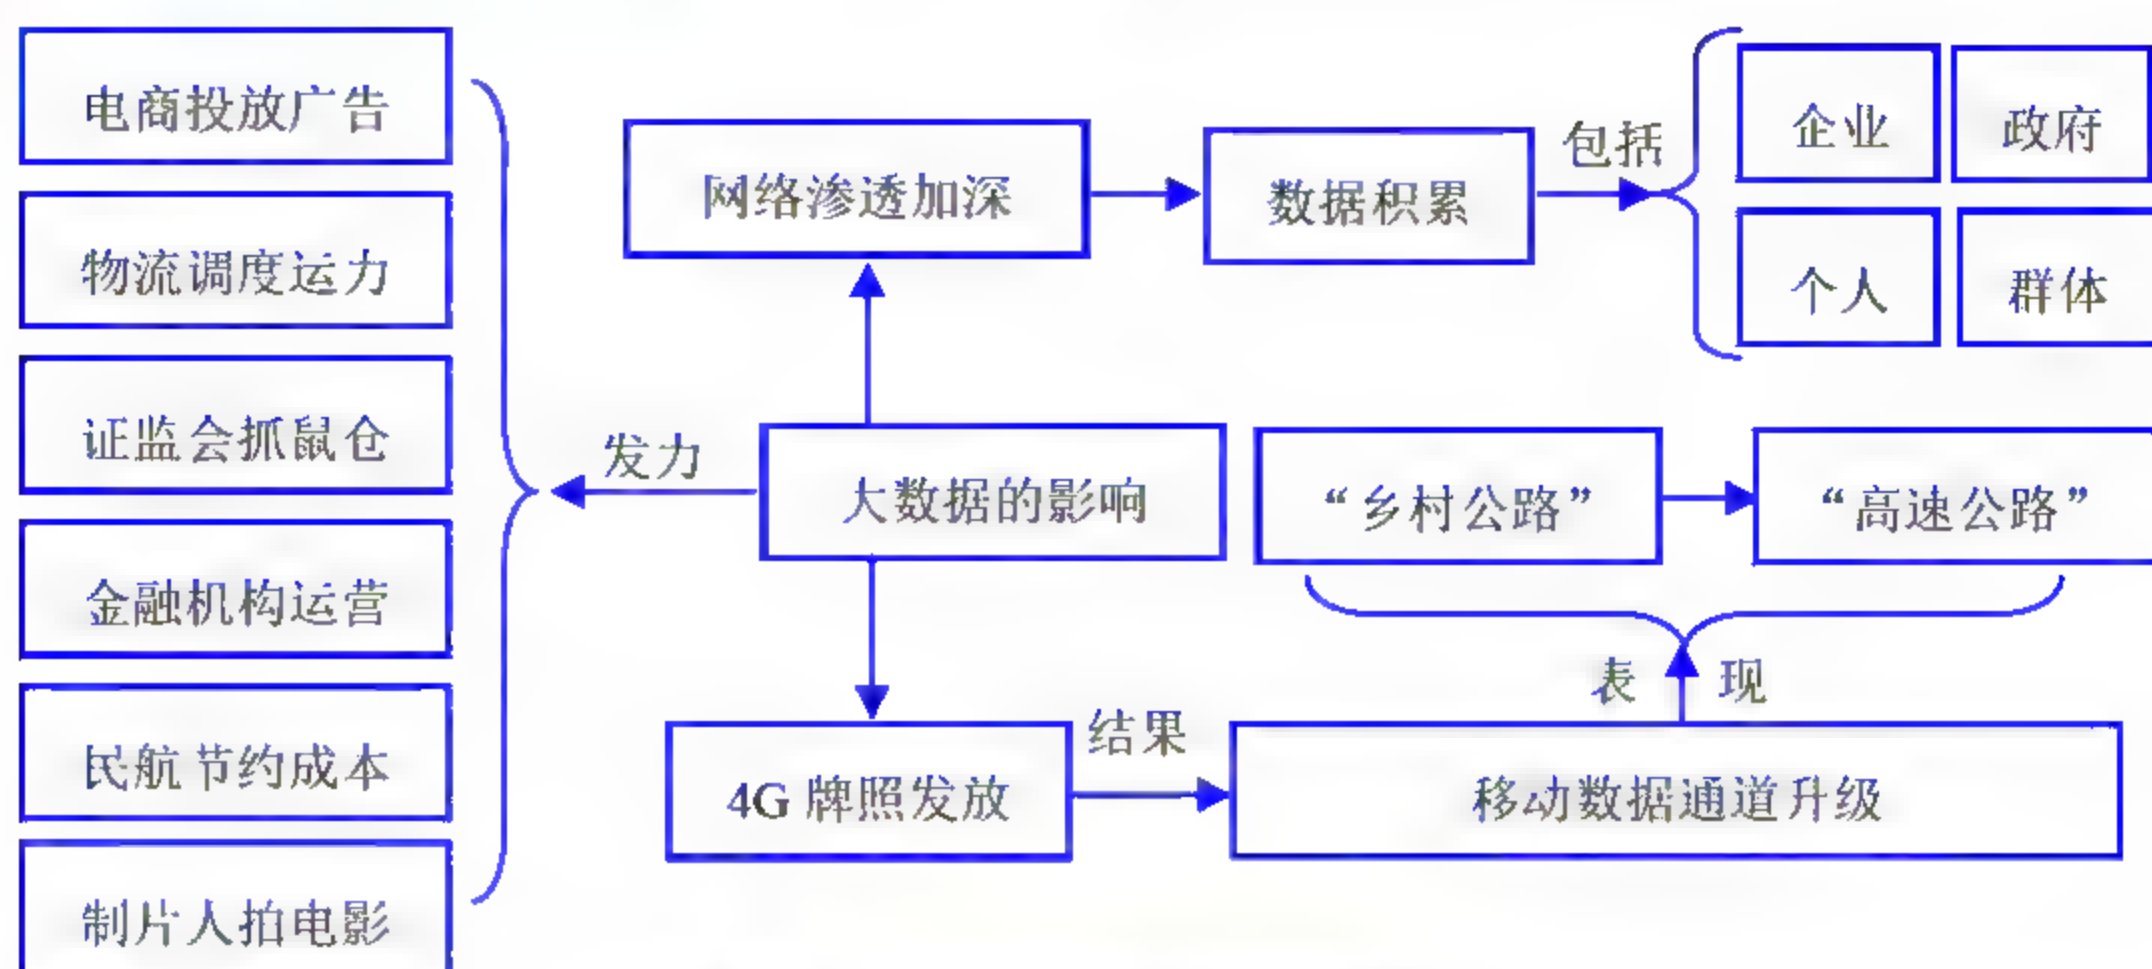 电商投放广告
物流调度运力
证监会抓鼠仓
金融机构运营
民航节约成本
制片人拍电影
发力
大数据的影响
网络渗透加深
数据积累
包括
企业
政府
个人
群体
4G 牌照发放
结果
移动数据通道升级
表 现
“乡村公路”
“高速公路”